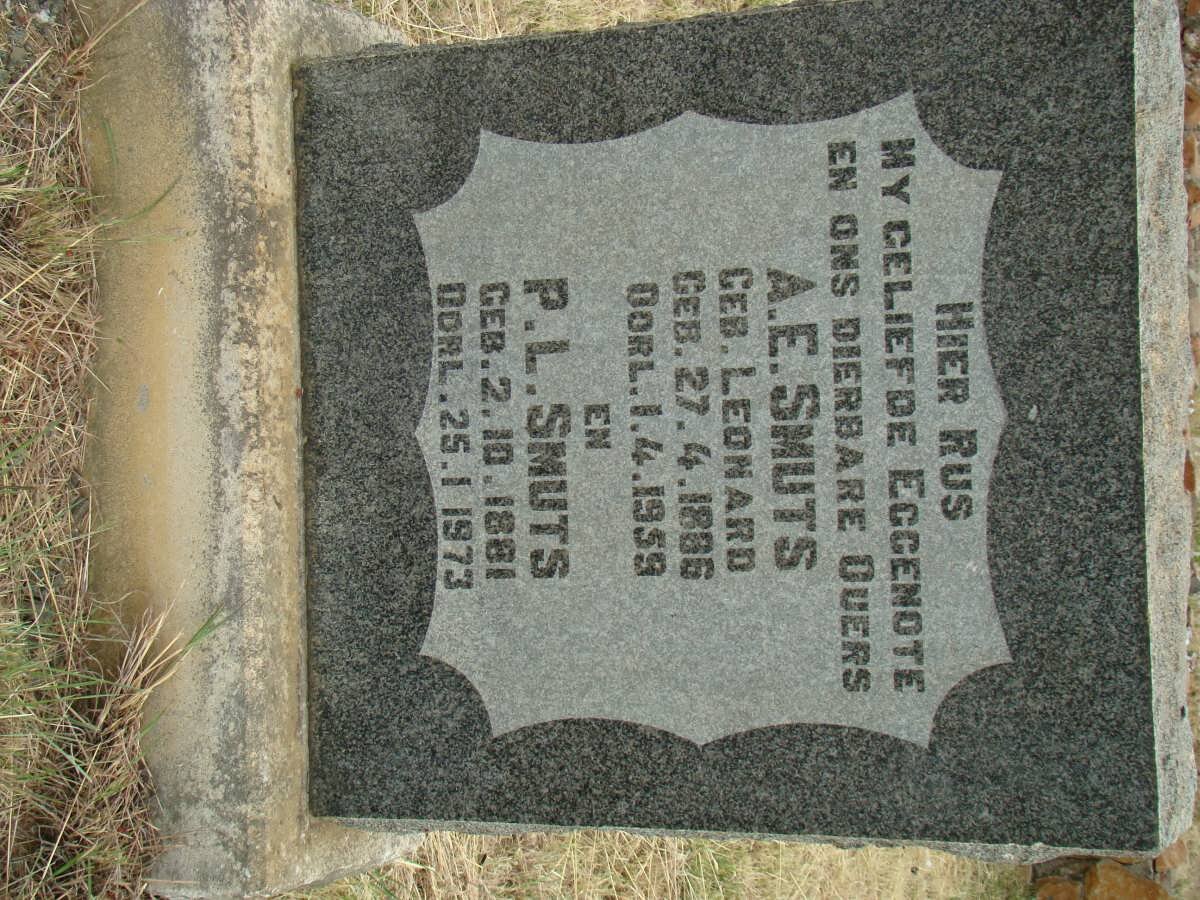 HIER RUS
MY GELIEFDE EGGENOTE
EN ONS DIERBARE OUERS
A.E. SMUTS
GEB. LEONARD
GEB. 27.4.1886
OORL. 1.4.1959
EN
P.L. SMUTS
GEB. 2.10.1881
OORL. 25.1.1973